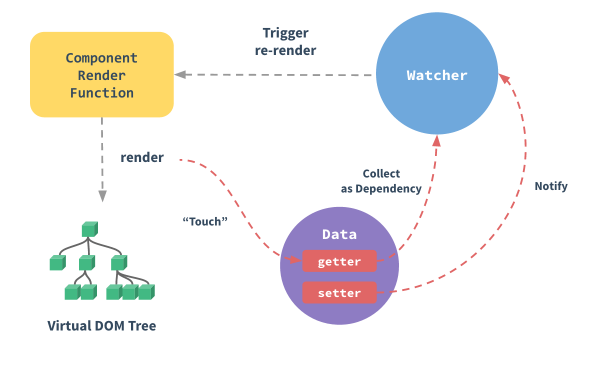 Trigger
re-render
Component
Render
Function
Watcher
render
Collect
as Dependency
Notify
“Touch”
Data
getter
setter
Virtual DOM Tree